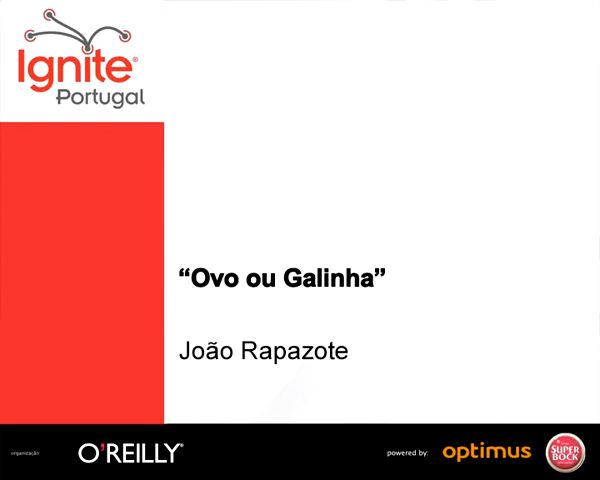 Ignite®
Portugal
“Ovo ou Galinha”
João Rapazote
organização:
O'REILLY®
powered by:
optimus
SUPER
BOCK